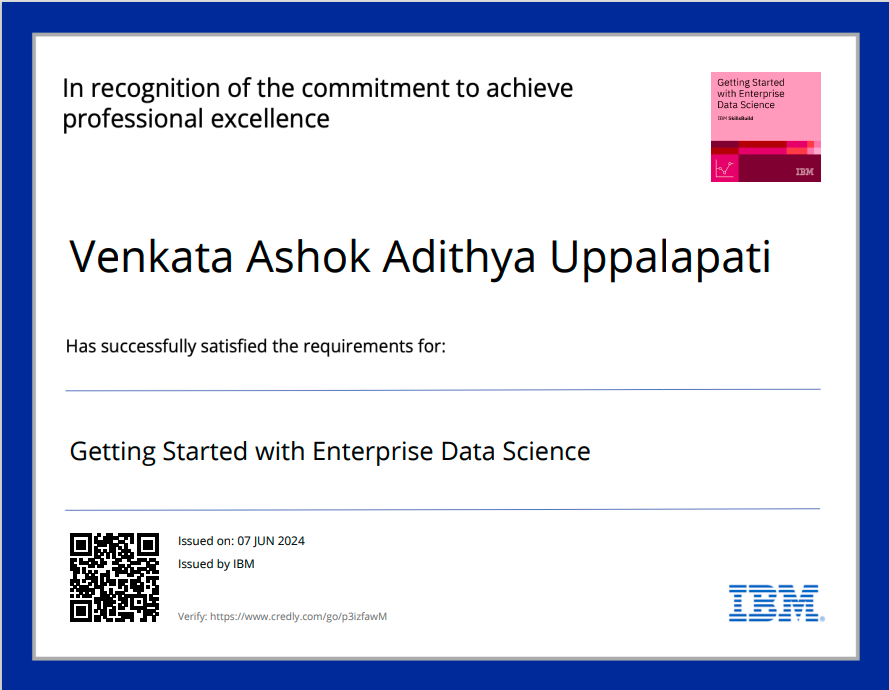 In recognition of the commitment to achieve
professional excellence
Getting Started
with Enterprise
Data Science
IBM SkillsBuild
IBM
Venkata Ashok Adithya Uppalapati
Has successfully satisfied the requirements for:
Getting Started with Enterprise Data Science
Issued on: 07 JUN 2024
Issued by IBM
Verify: https://www.credly.com/go/p3izfawM
IBM®